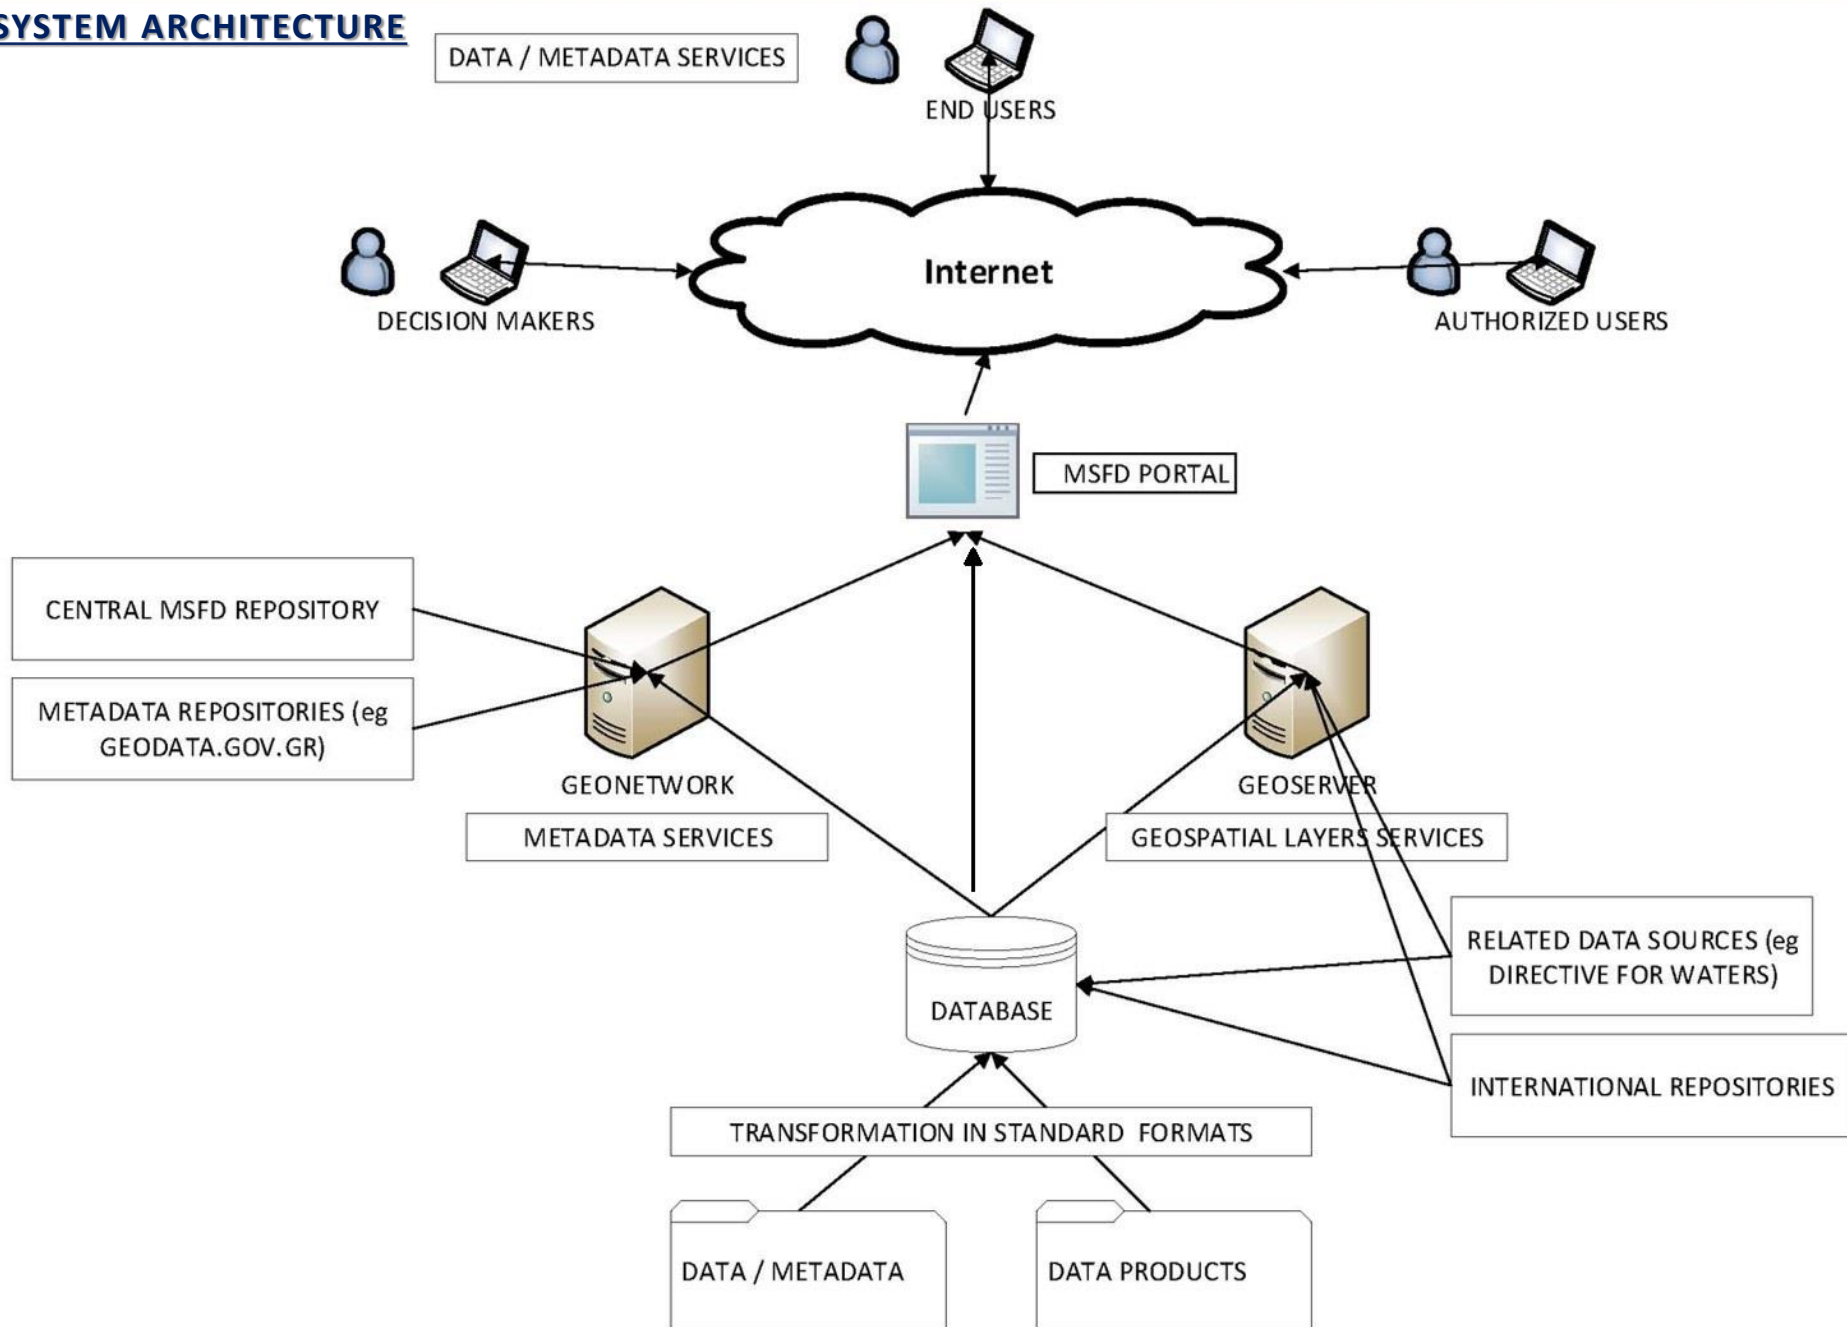 SYSTEM ARCHITECTURE
DATA / METADATA SERVICES
END USERS
Internet
DECISION MAKERS
AUTHORIZED USERS
MSFD PORTAL
CENTRAL MSFD REPOSITORY
METADATA REPOSITORIES (eg
GEODATA.GOV.GR)
GEONETWORK
GEOSERVER
METADATA SERVICES
GEOSPATIAL LAYERS SERVICES
RELATED DATA SOURCES (eg
DIRECTIVE FOR WATERS)
DATABASE
INTERNATIONAL REPOSITORIES
TRANSFORMATION IN STANDARD FORMATS
DATA / METADATA
DATA PRODUCTS